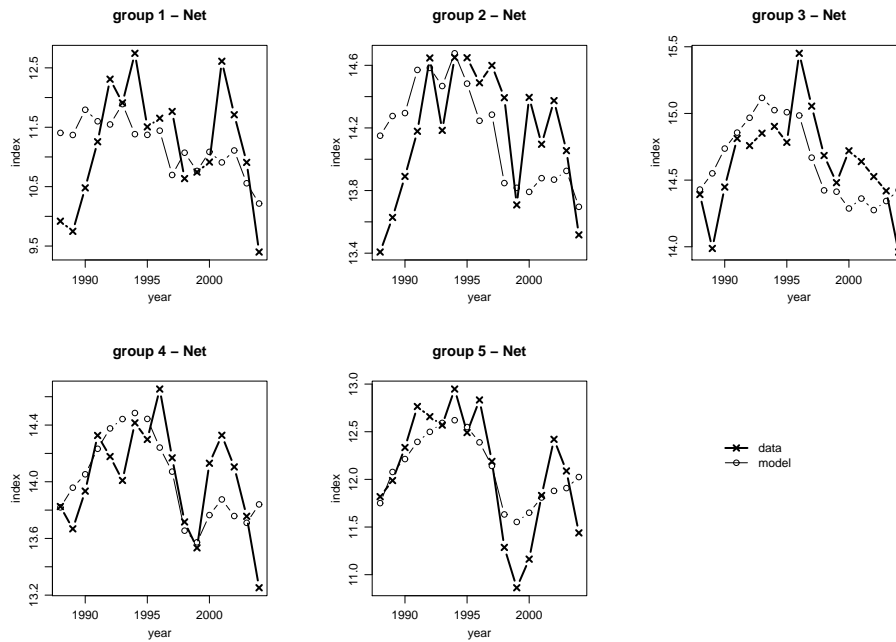 group 1 – Net
12.5
11.5
10.5
9.5
index
1990 1995 2000
year
group 2 – Net
14.6
14.2
13.8
13.4
index
1990 1995 2000
year
group 3 – Net
15.5
15.0
14.5
14.0
index
1990 1995 2000
year
group 4 – Net
14.4
14.0
13.6
13.2
index
1990 1995 2000
year
group 5 – Net
13.0
12.5
12.0
11.5
11.0
index
1990 1995 2000
year
data
model